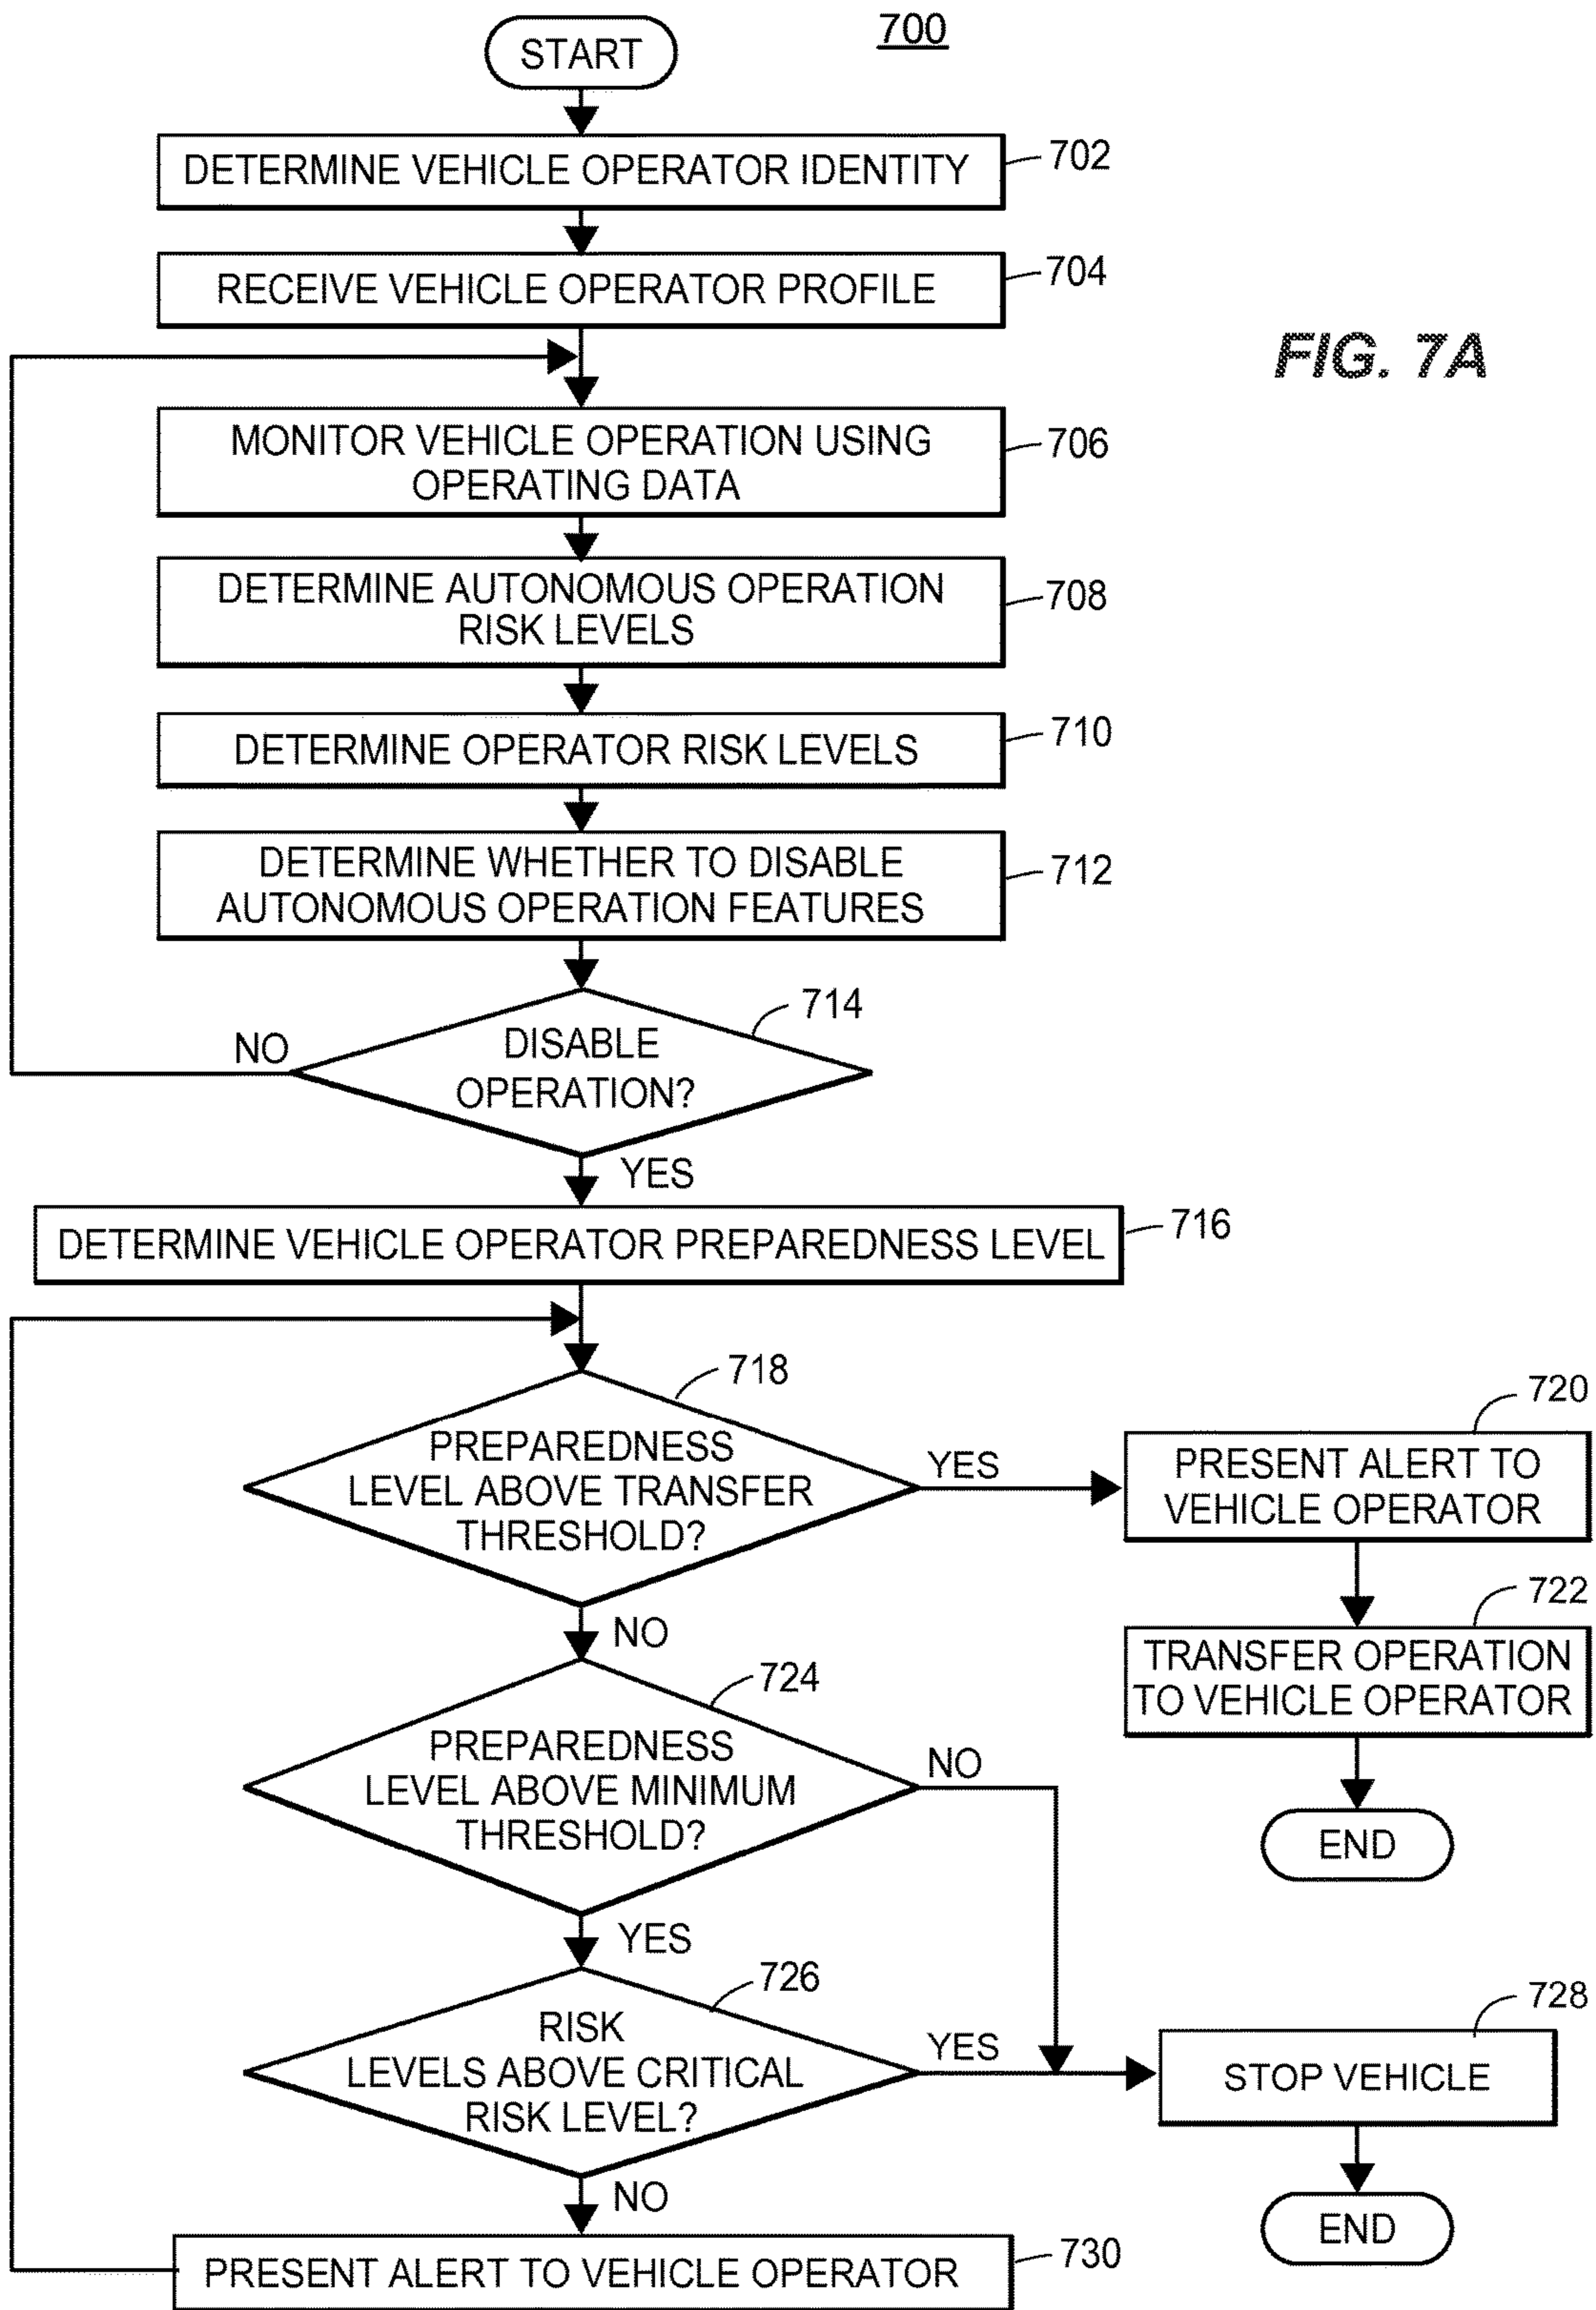 700
START
DETERMINE VEHICLE OPERATOR IDENTITY
702
RECEIVE VEHICLE OPERATOR PROFILE
704
FIG. 7A
MONITOR VEHICLE OPERATION USING
OPERATING DATA
706
DETERMINE AUTONOMOUS OPERATION
RISK LEVELS
708
DETERMINE OPERATOR RISK LEVELS
710
DETERMINE WHETHER TO DISABLE
AUTONOMOUS OPERATION FEATURES
712
714
NO
DISABLE
OPERATION?
YES
DETERMINE VEHICLE OPERATOR PREPAREDNESS LEVEL
716
718
PREPAREDNESS
LEVEL ABOVE TRANSFER
THRESHOLD?
YES
720
PRESENT ALERT TO
VEHICLE OPERATOR
722
TRANSFER OPERATION
TO VEHICLE OPERATOR
END
NO
724
PREPAREDNESS
LEVEL ABOVE MINIMUM
THRESHOLD?
NO
YES
726
RISK
LEVELS ABOVE CRITICAL
RISK LEVEL?
YES
728
STOP VEHICLE
END
NO
PRESENT ALERT TO VEHICLE OPERATOR
730